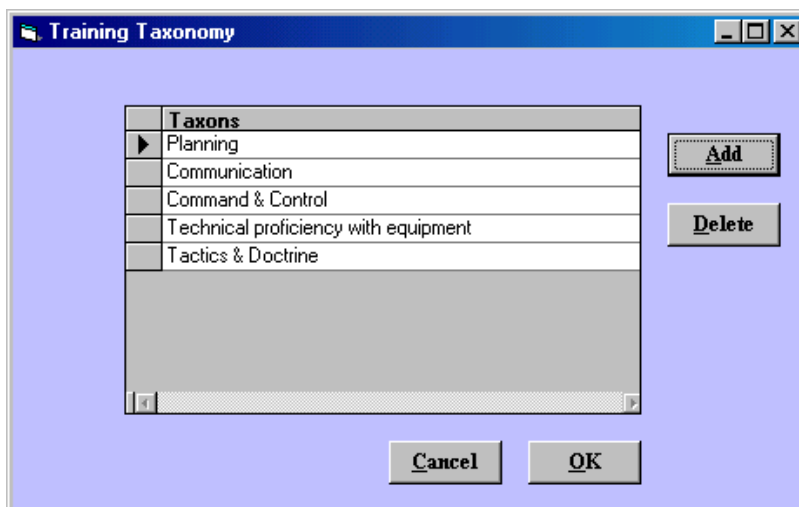 Training Taxonomy
Taxons
Planning
Communication
Command & Control
Technical proficiency with equipment
Tactics & Doctrine
Add
Delete
Cancel
OK